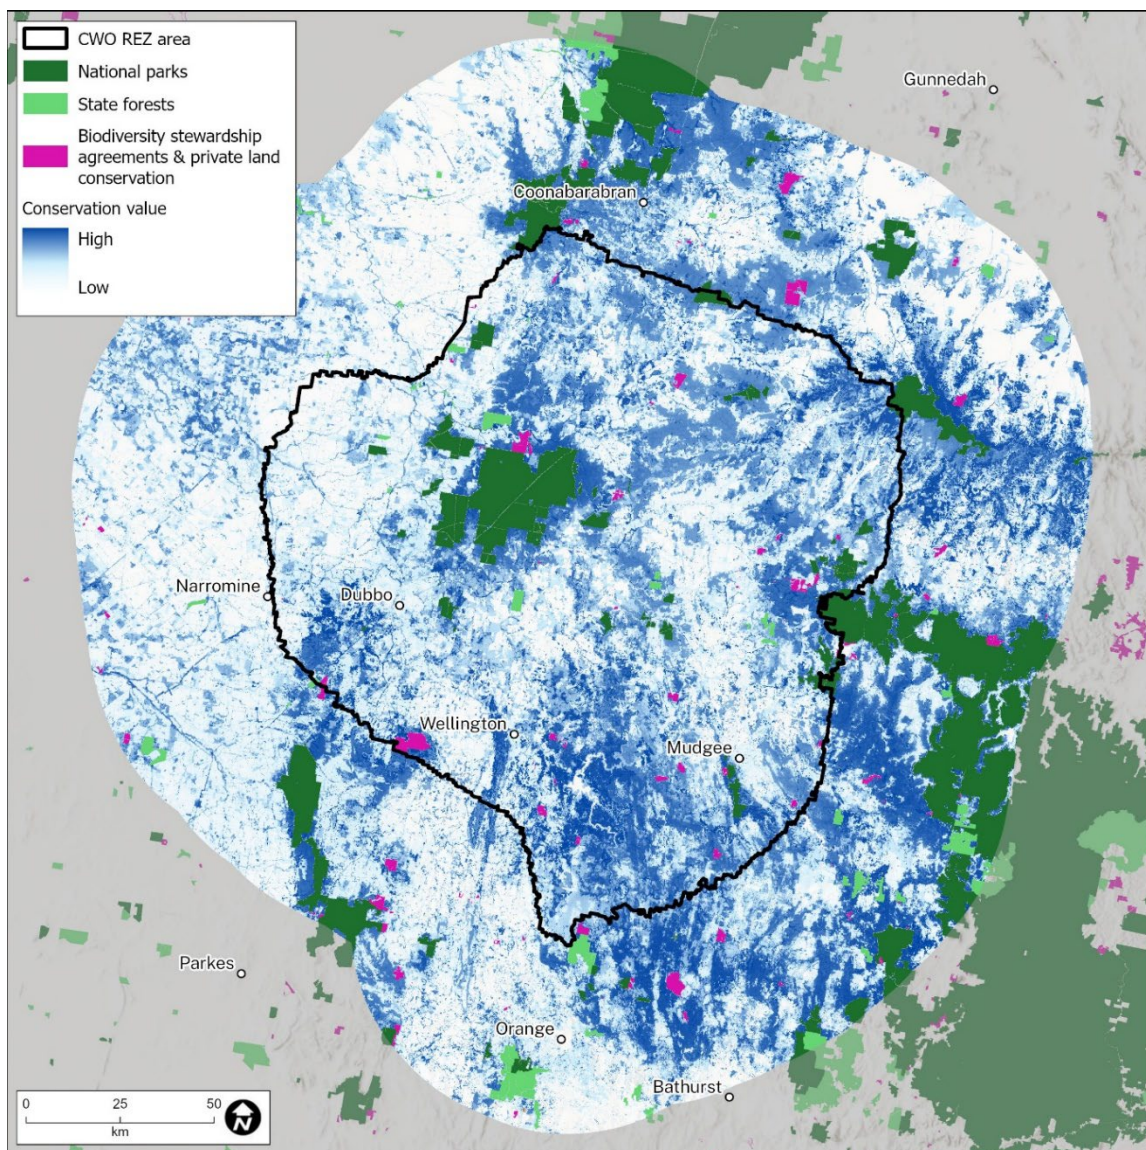 CWO REZ area
National parks
State forests
Biodiversity stewardship
agreements & private land
conservation
Conservation value
High
Low
Gunnedah
Coonabarabran
Narromine
Dubbo
Wellington
Mudgee
Parkes
Orange
Bathurst
0 25 50
km
N